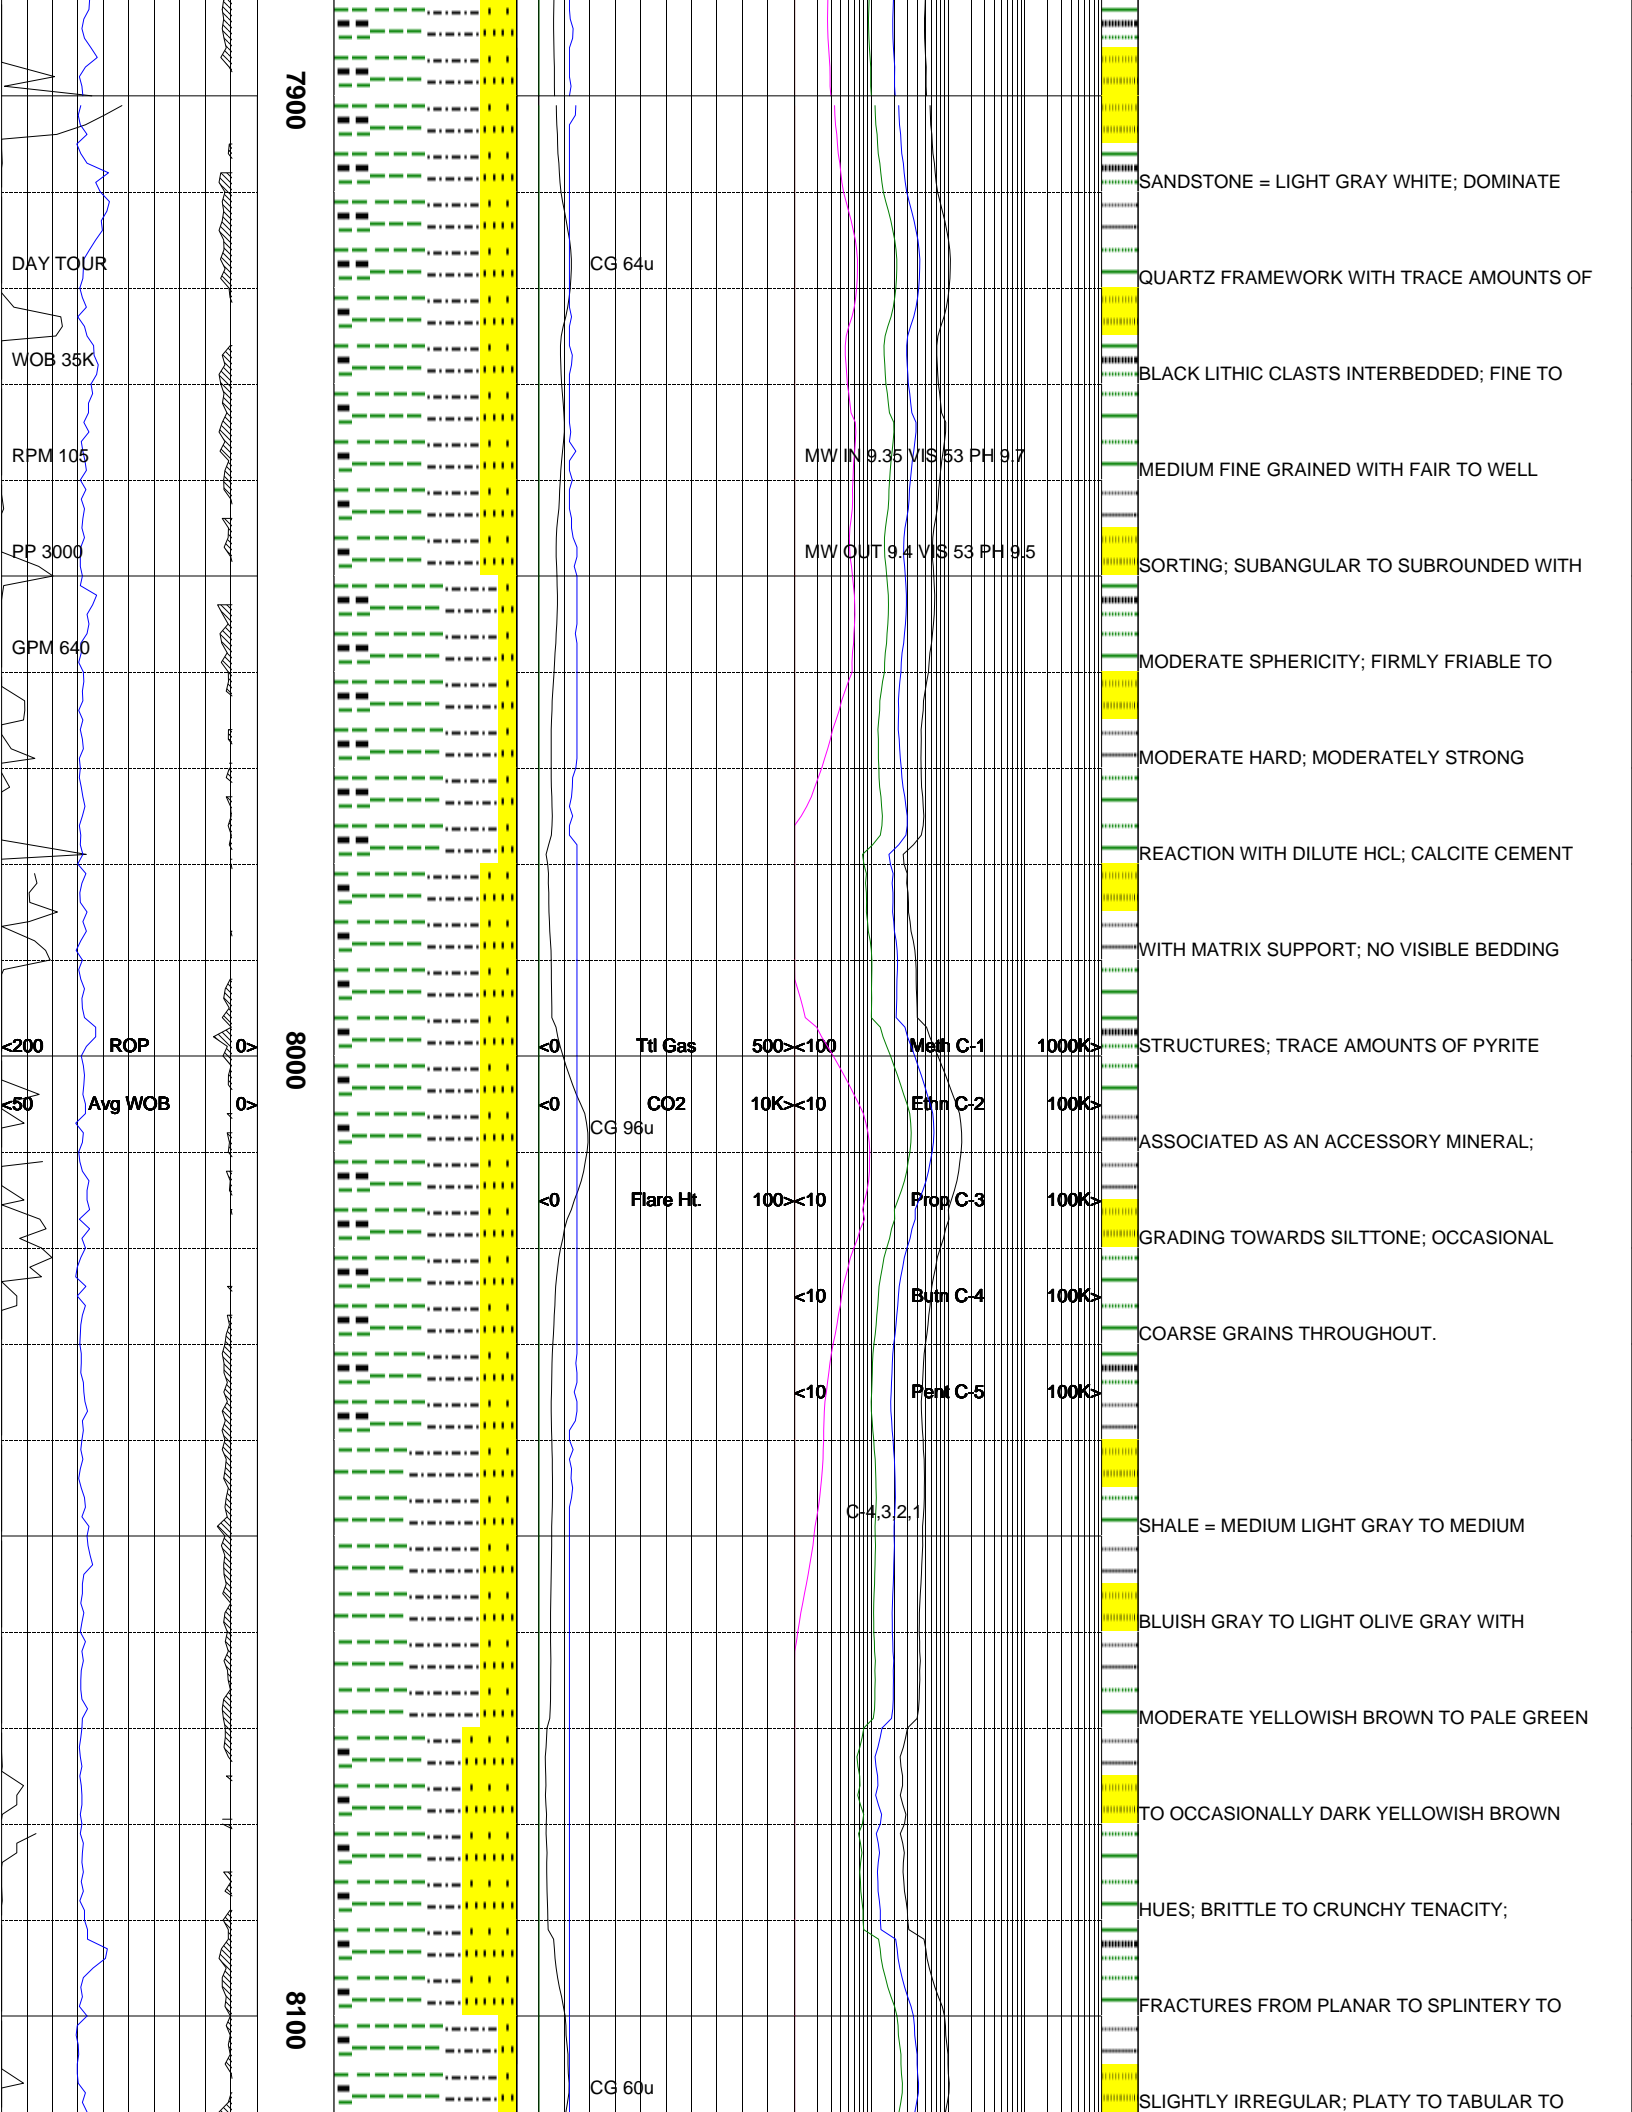 7900
SANDSTONE = LIGHT GRAY WHITE; DOMINATE
DAY TOUR
CG 64u
QUARTZ FRAMEWORK WITH TRACE AMOUNTS OF
WOB 35K
BLACK LITHIC CLASTS INTERBEDDED; FINE TO
RPM 105
MW IN 9.35 VIS 53 PH 9.7
MEDIUM FINE GRAINED WITH FAIR TO WELL
PP 3000
MW OUT 9.4 VIS 53 PH 9.5
SORTING; SUBANGULAR TO SUBROUNDED WITH
GPM 640
MODERATE SPHERICITY; FIRMLY FRIABLE TO
MODERATE HARD; MODERATELY STRONG
REACTION WITH DILUTE HCL; CALCITE CEMENT
WITH MATRIX SUPPORT; NO VISIBLE BEDDING
8000
<200 ROP 0>
<0 Ttl Gas 500><100 Meth C-1 1000K>
STRUCTURES; TRACE AMOUNTS OF PYRITE
<50 Avg WOB 0>
<0 CO2 10K><10 Ethn C-2 100K>
CG 96u
ASSOCIATED AS AN ACCESSORY MINERAL;
<0 Flare Ht. 100><10 Prop C-3 100K>
GRADING TOWARDS SILTTONE; OCCASIONAL
<10 Butn C-4 100K>
COARSE GRAINS THROUGHOUT.
<10 Pent C-5 100K>
C-4,3,2,1
SHALE = MEDIUM LIGHT GRAY TO MEDIUM
BLUISH GRAY TO LIGHT OLIVE GRAY WITH
MODERATE YELLOWISH BROWN TO PALE GREEN
TO OCCASIONALLY DARK YELLOWISH BROWN
HUES; BRITTLE TO CRUNCHY TENACITY;
8100
FRACTURES FROM PLANAR TO SPLINTERY TO
CG 60u
SLIGHTLY IRREGULAR; PLATY TO TABULAR TO